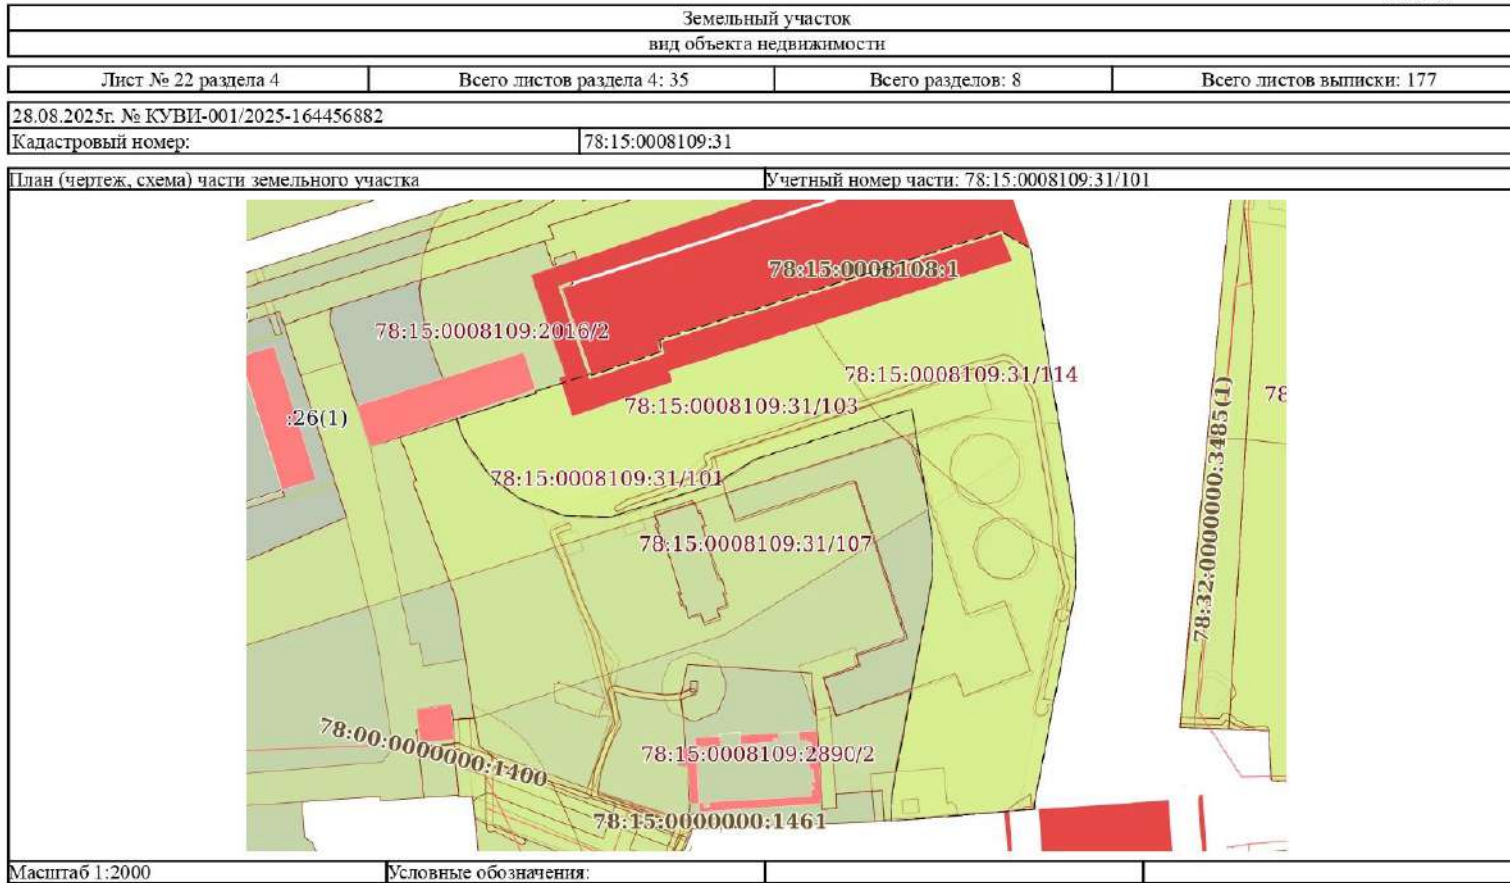 Земельный участок
вид объекта недвижимости
Лист № 22 раздела 4 Всего листов раздела 4: 35 Всего разделов: 8 Всего листов выписки: 177
28.08.2025г. № КУВИ-001/2025-164456882
Кадастровый номер: 78:15:0008109:31
План (чертеж, схема) части земельного участка Учетный номер части: 78:15:0008109:31/101
78:15:0008108:1
78:15:0008109:2016/2
78:15:0008109:31/114
78
78:15:0008109:31/103
:26(1)
78:32:0000000:3485(1)
78:15:0008109:31/101
78:15:0008109:31/107
78:00:0000000:1400
78:15:0008109:2890/2
78:15:0000000:1461
Масштаб 1:2000 Условные обозначения: